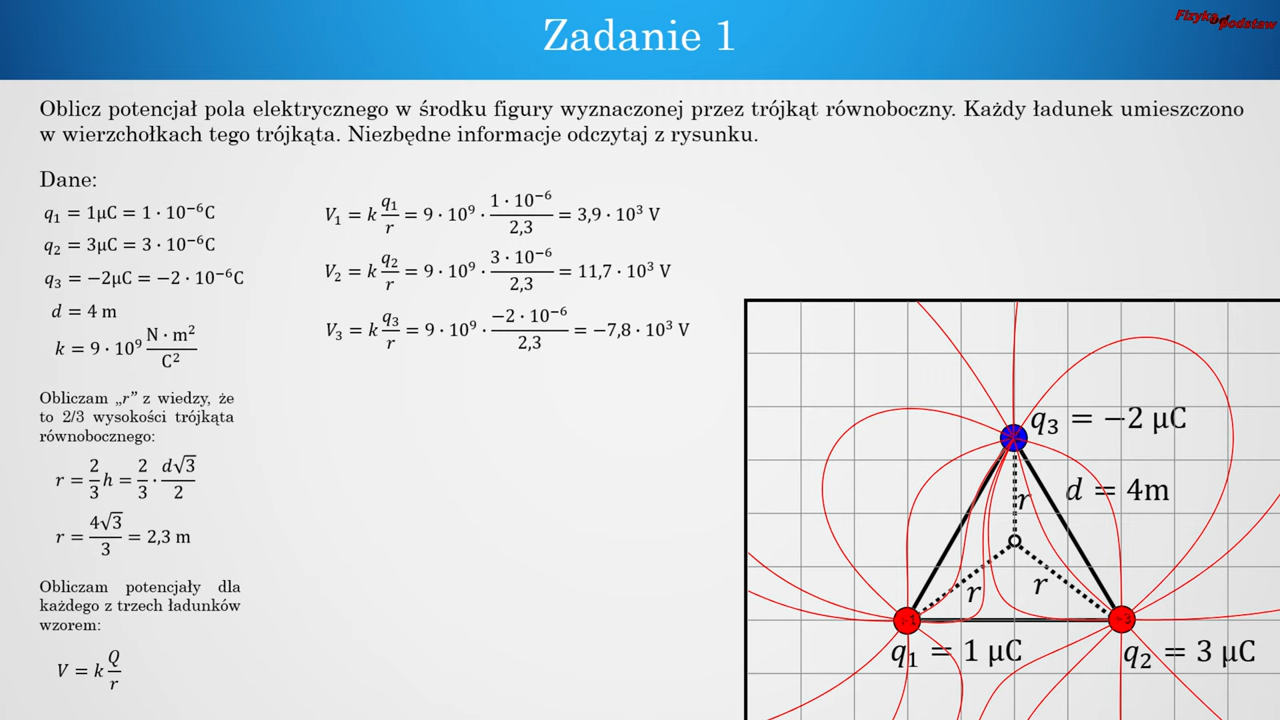 Zadanie 1
Fizyka od podstaw
Oblicz potencjał pola elektrycznego w środku figury wyznaczonej przez trójkąt równoboczny. Każdy ładunek umieszczono
w wierzchołkach tego trójkąta. Niezbędne informacje odczytaj z rysunku.
Dane:
q₁ = 1μC = 1 · 10⁻⁶C
q₂ = 3μC = 3 · 10⁻⁶C
q₃ = −2μC = −2 · 10⁻⁶C
d = 4 m
k = 9 · 10⁹ N · m² / C²
Obliczam „r” z wiedzy, że
to 2/3 wysokości trójkąta
równobocznego:
r = 2/3 h = 2/3 · d√3/2
r = 4√3/3 = 2,3 m
Obliczam potencjały dla
każdego z trzech ładunków
wzorem:
V = k Q/r
V₁ = k q₁/r = 9 · 10⁹ · 1 · 10⁻⁶/2,3 = 3,9 · 10³ V
V₂ = k q₂/r = 9 · 10⁹ · 3 · 10⁻⁶/2,3 = 11,7 · 10³ V
V₃ = k q₃/r = 9 · 10⁹ · −2 · 10⁻⁶/2,3 = −7,8 · 10³ V
q₃ = −2 μC
d = 4m
r
r
r
q₁ = 1 μC
q₂ = 3 μC